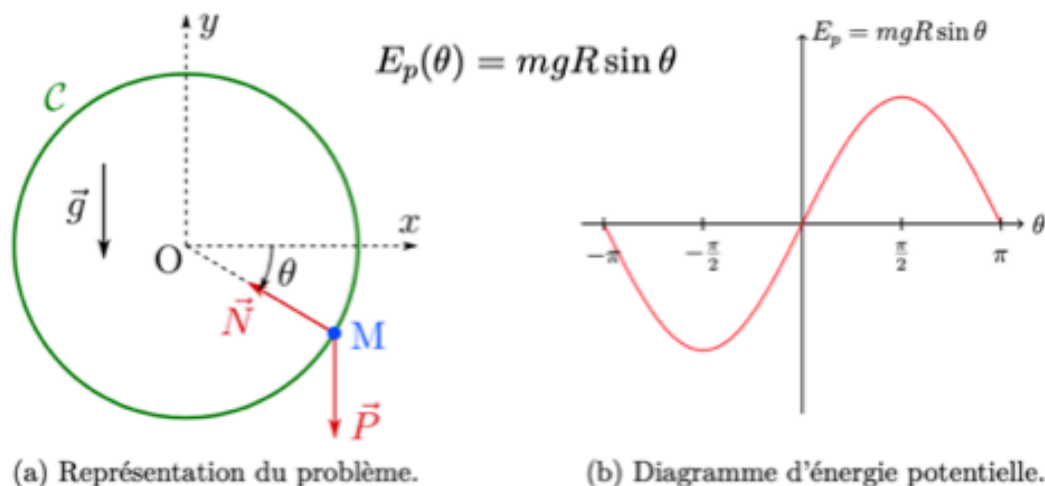 y
E_p(θ) = mgR sin θ
C
g⃗
x
O
θ
N⃗
M
P⃗
(a) Représentation du problème.
E_p = mgR sin θ
θ
−π
−π/2
π/2
π
(b) Diagramme d'énergie potentielle.